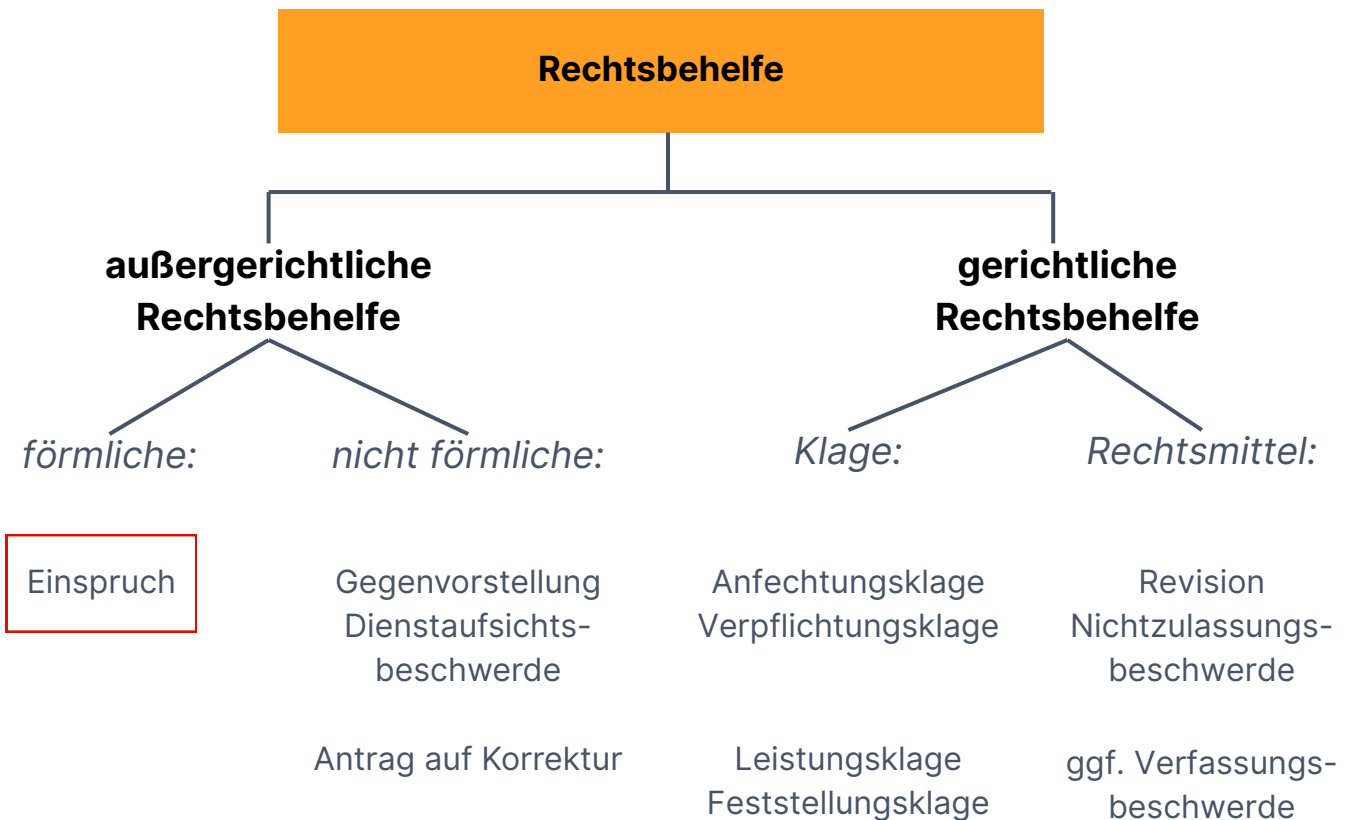 Rechtsbehelfe
außergerichtliche
Rechtsbehelfe
gerichtliche
Rechtsbehelfe
förmliche:
nicht förmliche:
Klage:
Rechtsmittel:
Einspruch
Gegenvorstellung
Dienstaufsichts-
beschwerde
Antrag auf Korrektur
Anfechtungsklage
Verpflichtungsklage
Leistungsklage
Feststellungsklage
Revision
Nichtzulassungs-
beschwerde
ggf. Verfassungs-
beschwerde